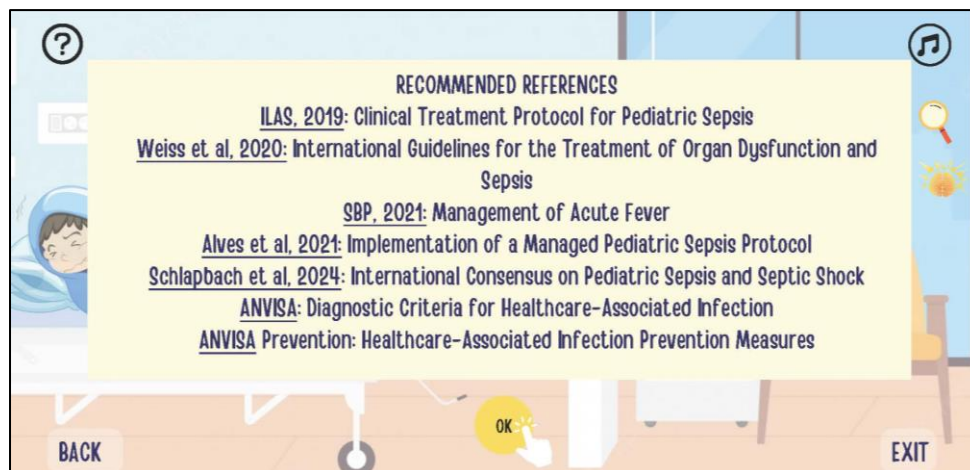 ?
RECOMMENDED REFERENCES
ILAS, 2019: Clinical Treatment Protocol for Pediatric Sepsis
Weiss et al, 2020: International Guidelines for the Treatment of Organ Dysfunction and
Sepsis
SBP, 2021: Management of Acute Fever
Alves et al, 2021: Implementation of a Managed Pediatric Sepsis Protocol
Schlapbach et al, 2024: International Consensus on Pediatric Sepsis and Septic Shock
ANVISA: Diagnostic Criteria for Healthcare-Associated Infection
ANVISA Prevention: Healthcare-Associated Infection Prevention Measures
OK
BACK
EXIT